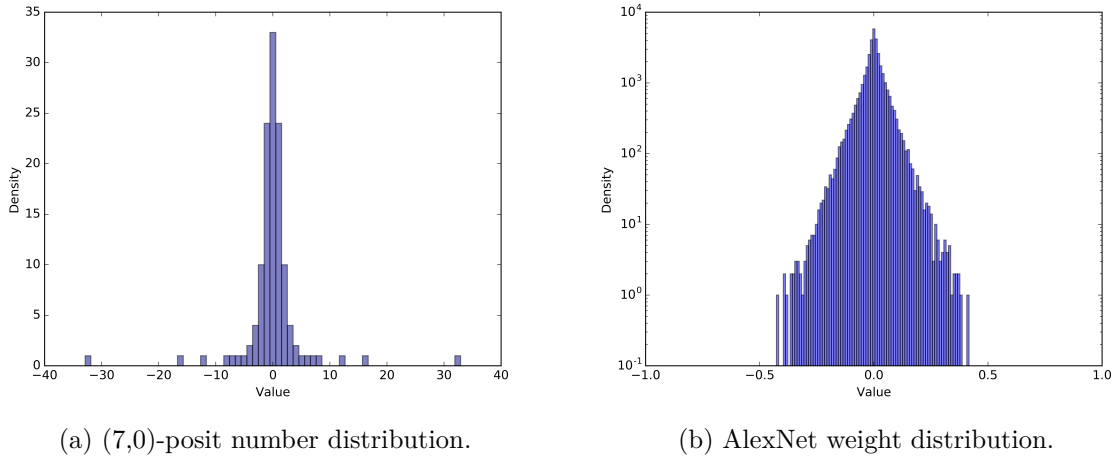 35
30
25
20
15
10
5
0
Density
−40 −30 −20 −10 0 10 20 30 40
Value
(a) (7,0)-posit number distribution.
10^4
10^3
10^2
10^1
10^0
10^-1
Density
−1.0 −0.5 0.0 0.5 1.0
Value
(b) AlexNet weight distribution.